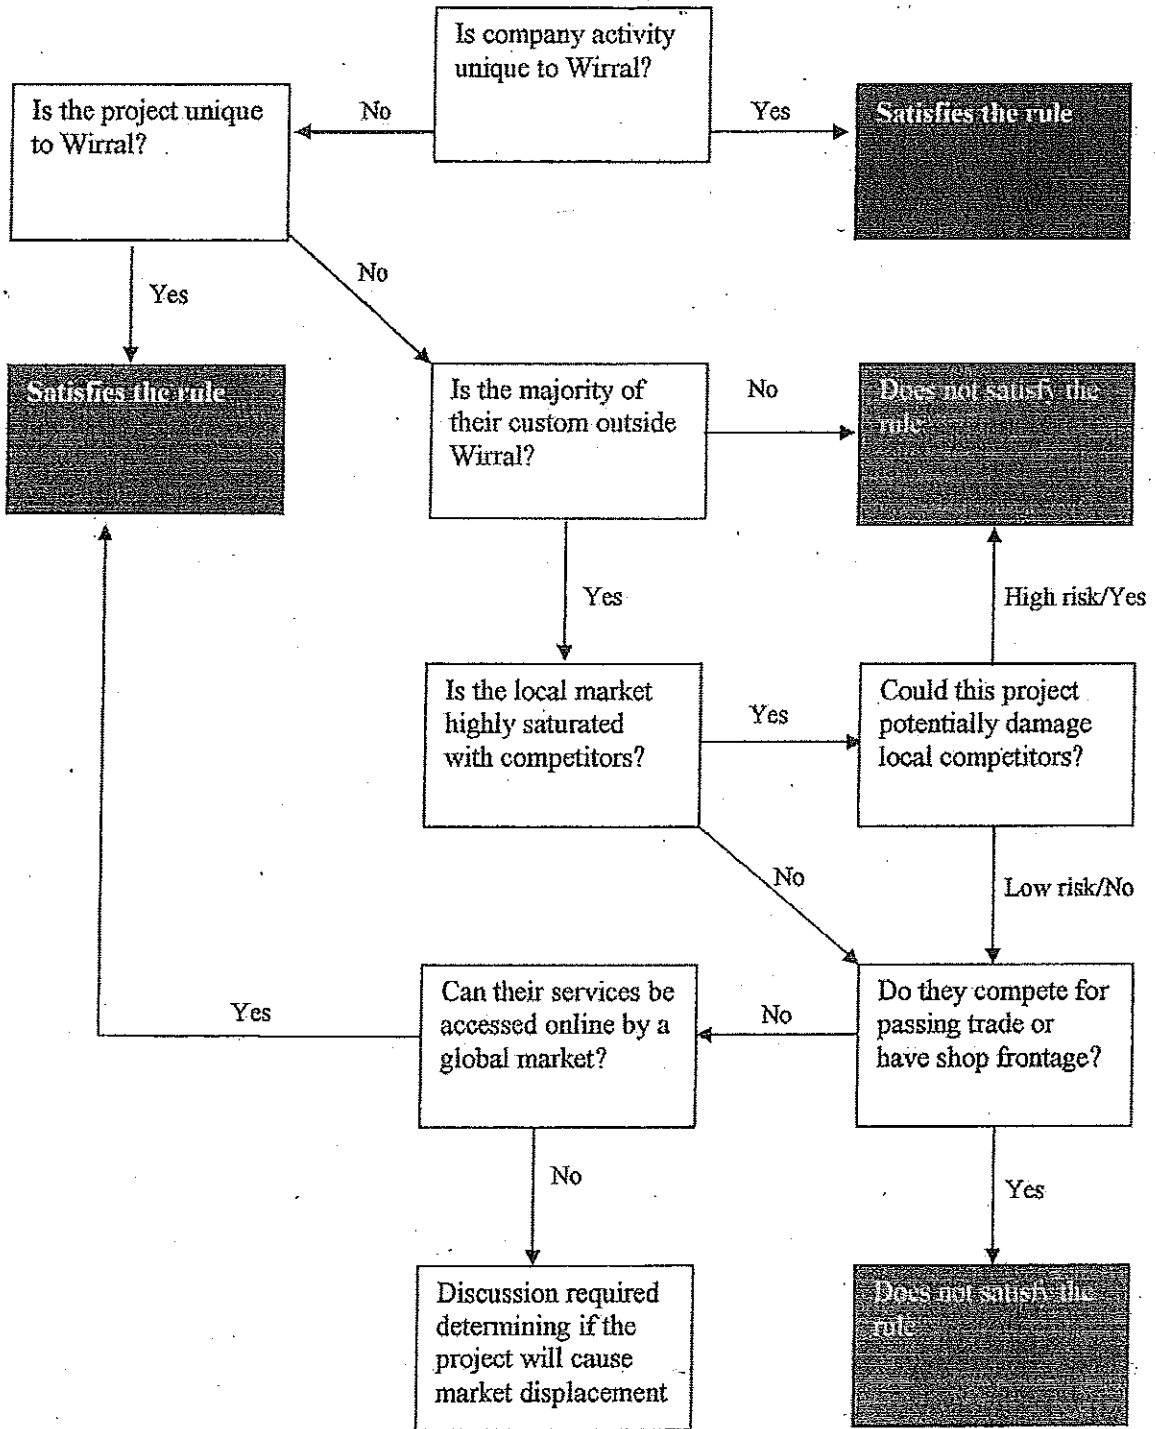 Is company activity
unique to Wirral?
Is the project unique
to Wirral?
No
Yes
Satisfies the rule
Yes
No
Satisfies the rule
Is the majority of
their custom outside
Wirral?
No
Does not satisfy the
rule
Yes
High risk/Yes
Is the local market
highly saturated
with competitors?
Yes
Could this project
potentially damage
local competitors?
No
Low risk/No
Yes
Can their services be
accessed online by a
global market?
No
Do they compete for
passing trade or
have shop frontage?
No
Yes
Discussion required
determining if the
project will cause
market displacement
Does not satisfy the
rule